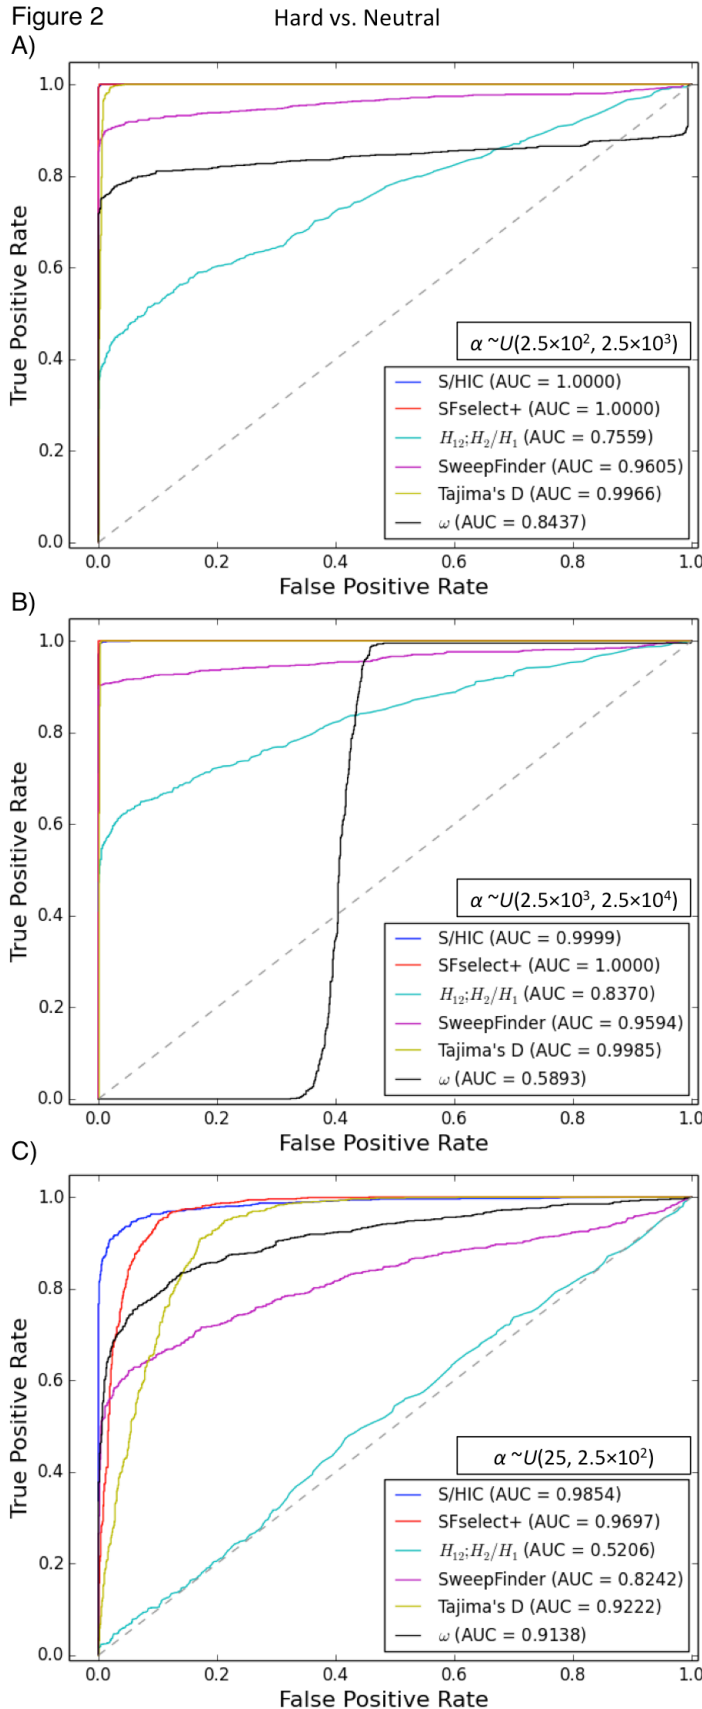 Figure 2
Hard vs. Neutral
A)
True Positive Rate
1.0
0.8
0.6
0.4
0.2
0.0
α ~U(2.5×10², 2.5×10³)
S/HIC (AUC = 1.0000)
SFselect+ (AUC = 1.0000)
H₁₂;H₂/H₁ (AUC = 0.7559)
SweepFinder (AUC = 0.9605)
Tajima's D (AUC = 0.9966)
ω (AUC = 0.8437)
0.0 0.2 0.4 0.6 0.8 1.0
False Positive Rate
B)
True Positive Rate
1.0
0.8
0.6
0.4
0.2
0.0
α ~U(2.5×10³, 2.5×10⁴)
S/HIC (AUC = 0.9999)
SFselect+ (AUC = 1.0000)
H₁₂;H₂/H₁ (AUC = 0.8370)
SweepFinder (AUC = 0.9594)
Tajima's D (AUC = 0.9985)
ω (AUC = 0.5893)
0.0 0.2 0.4 0.6 0.8 1.0
False Positive Rate
C)
True Positive Rate
1.0
0.8
0.6
0.4
0.2
0.0
α ~U(25, 2.5×10²)
S/HIC (AUC = 0.9854)
SFselect+ (AUC = 0.9697)
H₁₂;H₂/H₁ (AUC = 0.5206)
SweepFinder (AUC = 0.8242)
Tajima's D (AUC = 0.9222)
ω (AUC = 0.9138)
0.0 0.2 0.4 0.6 0.8 1.0
False Positive Rate